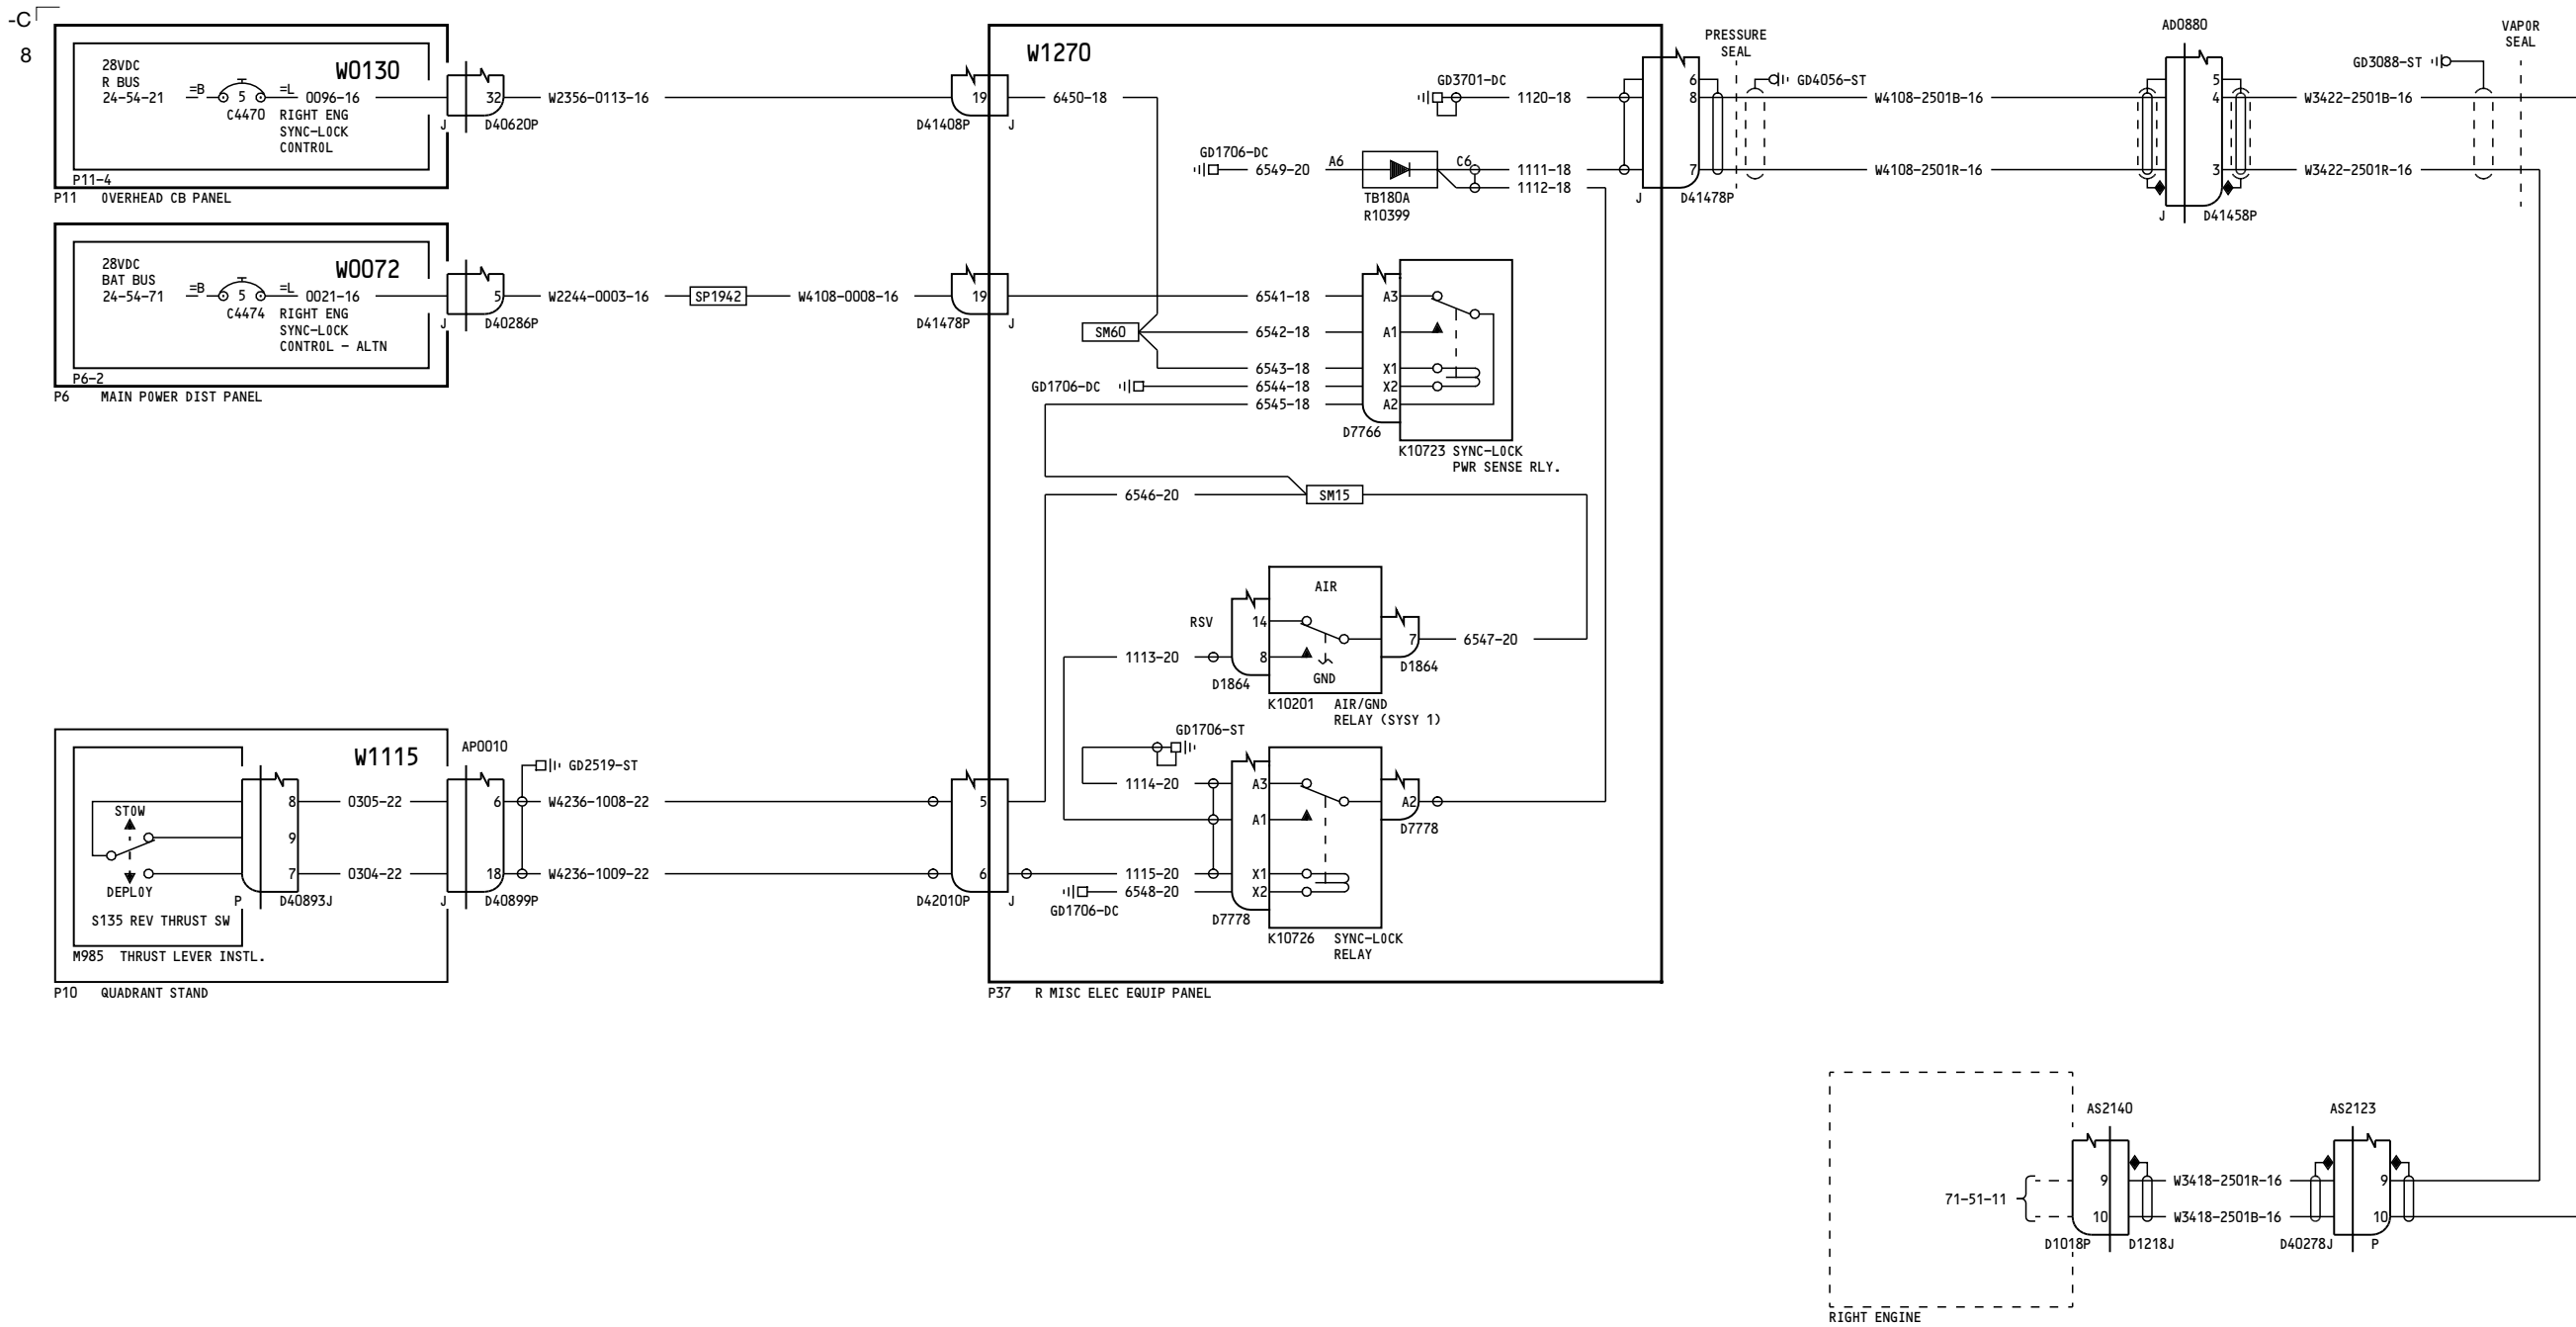 -C
8
28VDC
R BUS
24-54-21
=B
5
=L
W0130
0096-16
C4470
RIGHT ENG
SYNC-LOCK
CONTROL
P11-4
P11 OVERHEAD CB PANEL
32
J
D40620P
W2356-0113-16
19
D41408P
J
28VDC
BAT BUS
24-54-71
=B
5
=L
W0072
0021-16
C4474
RIGHT ENG
SYNC-LOCK
CONTROL - ALTN
P6-2
P6 MAIN POWER DIST PANEL
5
J
D40286P
W2244-0003-16
SP1942
W4108-0008-16
19
D41478P
J
W1270
6450-18
GD3701-DC
1120-18
GD1706-DC
6549-20
A6
C6
1111-18
1112-18
TB180A
R10399
6
8
7
J
D41478P
PRESSURE
SEAL
GD4056-ST
W4108-2501B-16
W4108-2501R-16
AD0880
5
4
3
J
D41458P
GD3088-ST
W3422-2501B-16
W3422-2501R-16
VAPOR
SEAL
SM60
6541-18
6542-18
6543-18
GD1706-DC
6544-18
6545-18
A3
A1
X1
X2
A2
D7766
K10723 SYNC-LOCK
PWR SENSE RLY.
6546-20
SM15
AIR
RSV
14
8
7
6547-20
1113-20
D1864
D1864
GND
K10201 AIR/GND
RELAY (SYSY 1)
GD1706-ST
1114-20
A3
A1
A2
X1
X2
1115-20
GD1706-DC
6548-20
D7778
D7778
K10726 SYNC-LOCK
RELAY
P37 R MISC ELEC EQUIP PANEL
W1115
STOW
DEPLOY
8
9
7
P
D40893J
S135 REV THRUST SW
M985 THRUST LEVER INSTL.
P10 QUADRANT STAND
0305-22
0304-22
AP0010
6
18
J
D40899P
GD2519-ST
W4236-1008-22
W4236-1009-22
5
6
D42010P
J
AS2140
71-51-11
9
10
D1018P
D1218J
W3418-2501R-16
W3418-2501B-16
AS2123
9
10
D40278J
P
RIGHT ENGINE